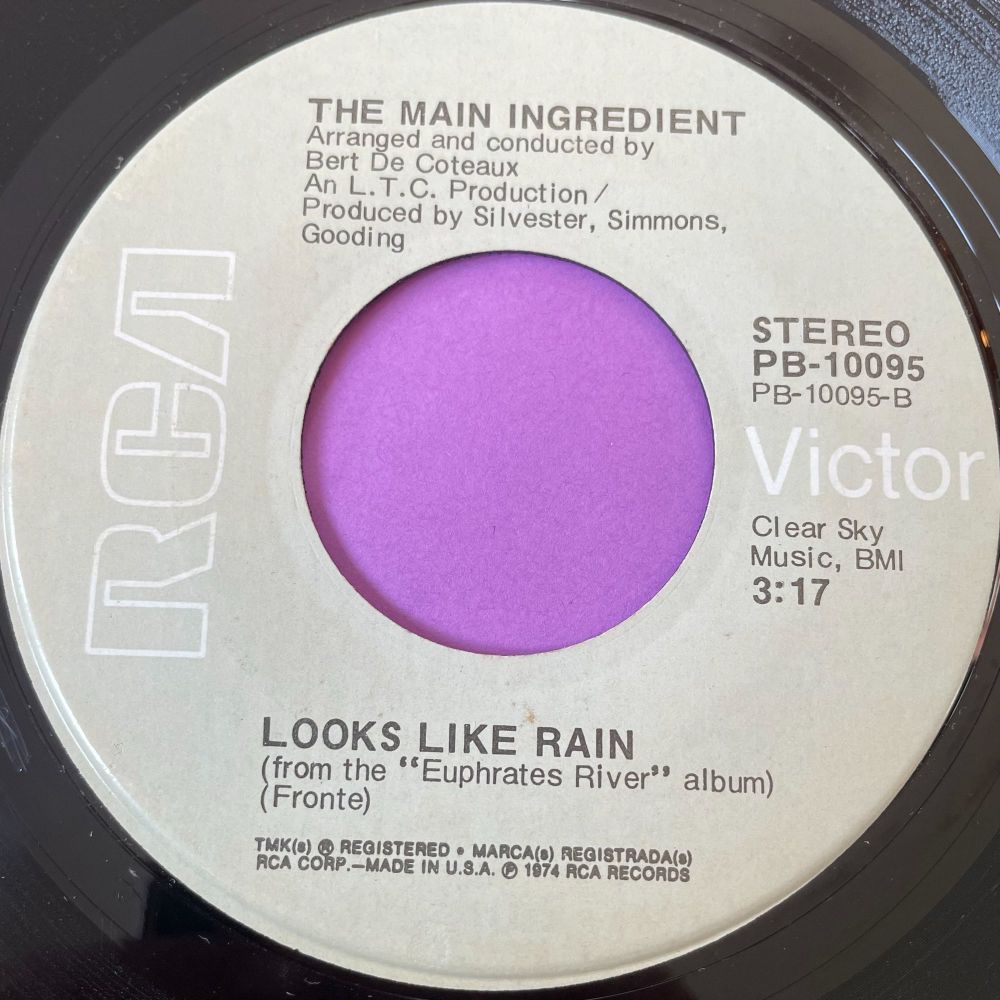 THE MAIN INGREDIENT
Arranged and conducted by
Bert De Coteaux
An L.T.C. Production /
Produced by Silvester, Simmons,
Gooding
RCA
STEREO
PB-10095
PB-10095-B
Victor
Clear Sky
Music, BMI
3:17
LOOKS LIKE RAIN
(from the “Euphrates River” album)
(Fronte)
TMK(s) ® REGISTERED • MARCA(s) REGISTRADA(s)
RCA CORP.—MADE IN U.S.A. ℗ 1974 RCA RECORDS